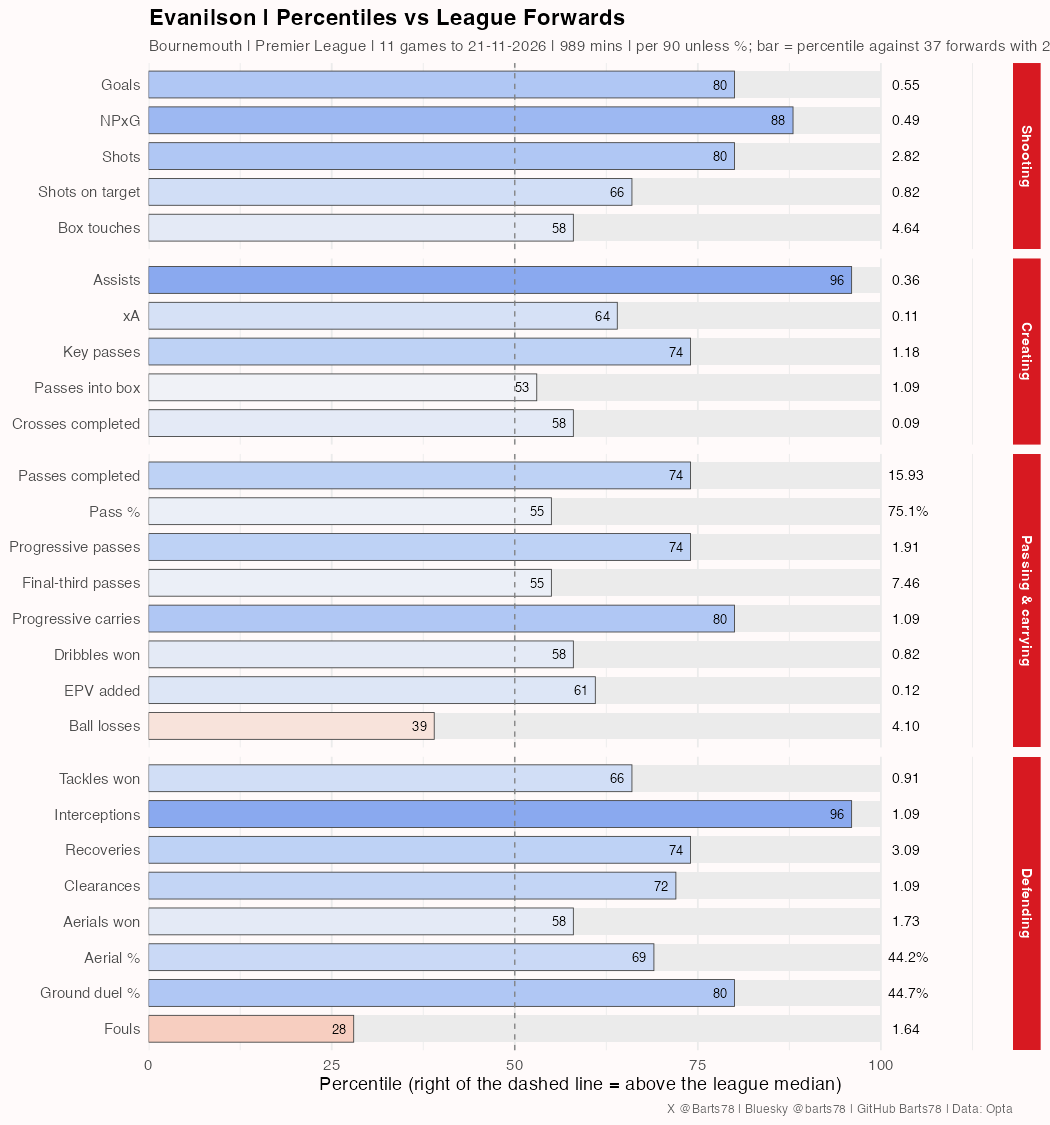 Evanilson | Percentiles vs League Forwards
Bournemouth | Premier League | 11 games to 21-11-2026 | 989 mins | per 90 unless %; bar = percentile against 37 forwards with 2
Goals 80 0.55
NPxG 88 0.49
Shots 80 2.82
Shots on target 66 0.82
Box touches 58 4.64
Shooting
Assists 96 0.36
xA 64 0.11
Key passes 74 1.18
Passes into box 53 1.09
Crosses completed 58 0.09
Creating
Passes completed 74 15.93
Pass % 55 75.1%
Progressive passes 74 1.91
Final-third passes 55 7.46
Progressive carries 80 1.09
Dribbles won 58 0.82
EPV added 61 0.12
Ball losses 39 4.10
Passing & carrying
Tackles won 66 0.91
Interceptions 96 1.09
Recoveries 74 3.09
Clearances 72 1.09
Aerials won 58 1.73
Aerial % 69 44.2%
Ground duel % 80 44.7%
Fouls 28 1.64
Defending
0 25 50 75 100
Percentile (right of the dashed line = above the league median)
X @Barts78 | Bluesky @barts78 | GitHub Barts78 | Data: Opta